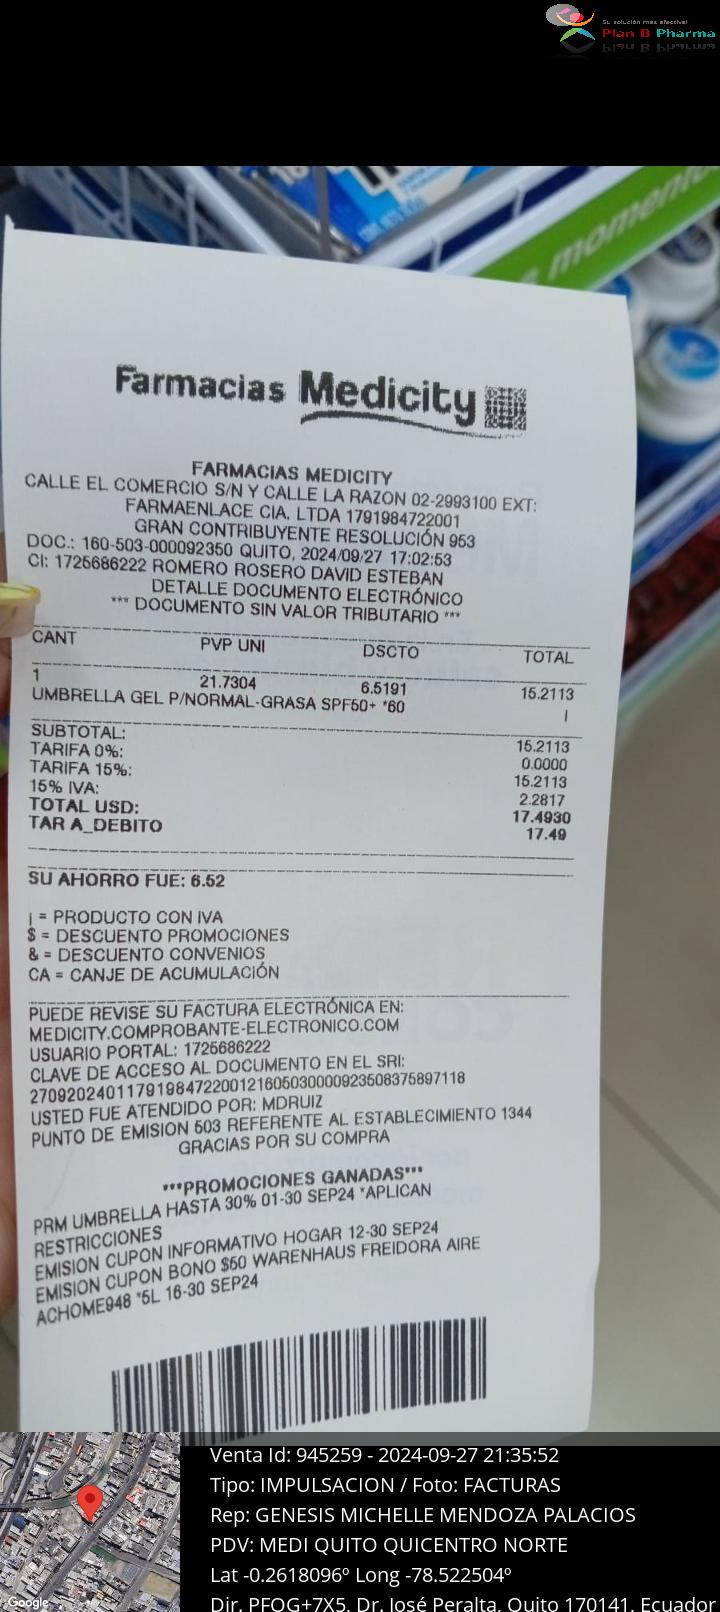 Su solución más efectiva!
Plan B Pharma
momento
Farmacias Medicity
FARMACIAS MEDICITY
CALLE EL COMERCIO S/N Y CALLE LA RAZON 02-2993100 EXT:
FARMAENLACE CIA. LTDA 1791984722001
GRAN CONTRIBUYENTE RESOLUCIÓN 953
DOC.: 160-503-000092350 QUITO, 2024/09/27 17:02:53
CI: 1725686222 ROMERO ROSERO DAVID ESTEBAN
DETALLE DOCUMENTO ELECTRÓNICO
*** DOCUMENTO SIN VALOR TRIBUTARIO ***
CANT PVP UNI DSCTO TOTAL
1 21.7304 6.5191 15.2113
UMBRELLA GEL P/NORMAL-GRASA SPF50+ *60 |
SUBTOTAL: 15.2113
TARIFA 0%: 0.0000
TARIFA 15%: 15.2113
15% IVA: 2.2817
TOTAL USD: 17.4930
TAR A_DEBITO 17.49
SU AHORRO FUE: 6.52
| = PRODUCTO CON IVA
$ = DESCUENTO PROMOCIONES
& = DESCUENTO CONVENIOS
CA = CANJE DE ACUMULACIÓN
PUEDE REVISE SU FACTURA ELECTRÓNICA EN:
MEDICITY.COMPROBANTE-ELECTRONICO.COM
USUARIO PORTAL: 1725686222
CLAVE DE ACCESO AL DOCUMENTO EN EL SRI:
2709202401179198472200121605030000923508375897118
USTED FUE ATENDIDO POR: MDRUIZ
PUNTO DE EMISION 503 REFERENTE AL ESTABLECIMIENTO 1344
GRACIAS POR SU COMPRA
***PROMOCIONES GANADAS***
PRM UMBRELLA HASTA 30% 01-30 SEP24 *APLICAN
RESTRICCIONES
EMISION CUPON INFORMATIVO HOGAR 12-30 SEP24
EMISION CUPON BONO $50 WARENHAUS FREIDORA AIRE
ACHOME948 *5L 16-30 SEP24
Venta Id: 945259 - 2024-09-27 21:35:52
Tipo: IMPULSACION / Foto: FACTURAS
Rep: GENESIS MICHELLE MENDOZA PALACIOS
PDV: MEDI QUITO QUICENTRO NORTE
Lat -0.2618096º Long -78.522504º
Dir. PFQG+7X5, Dr. José Peralta, Quito 170141, Ecuador
Google